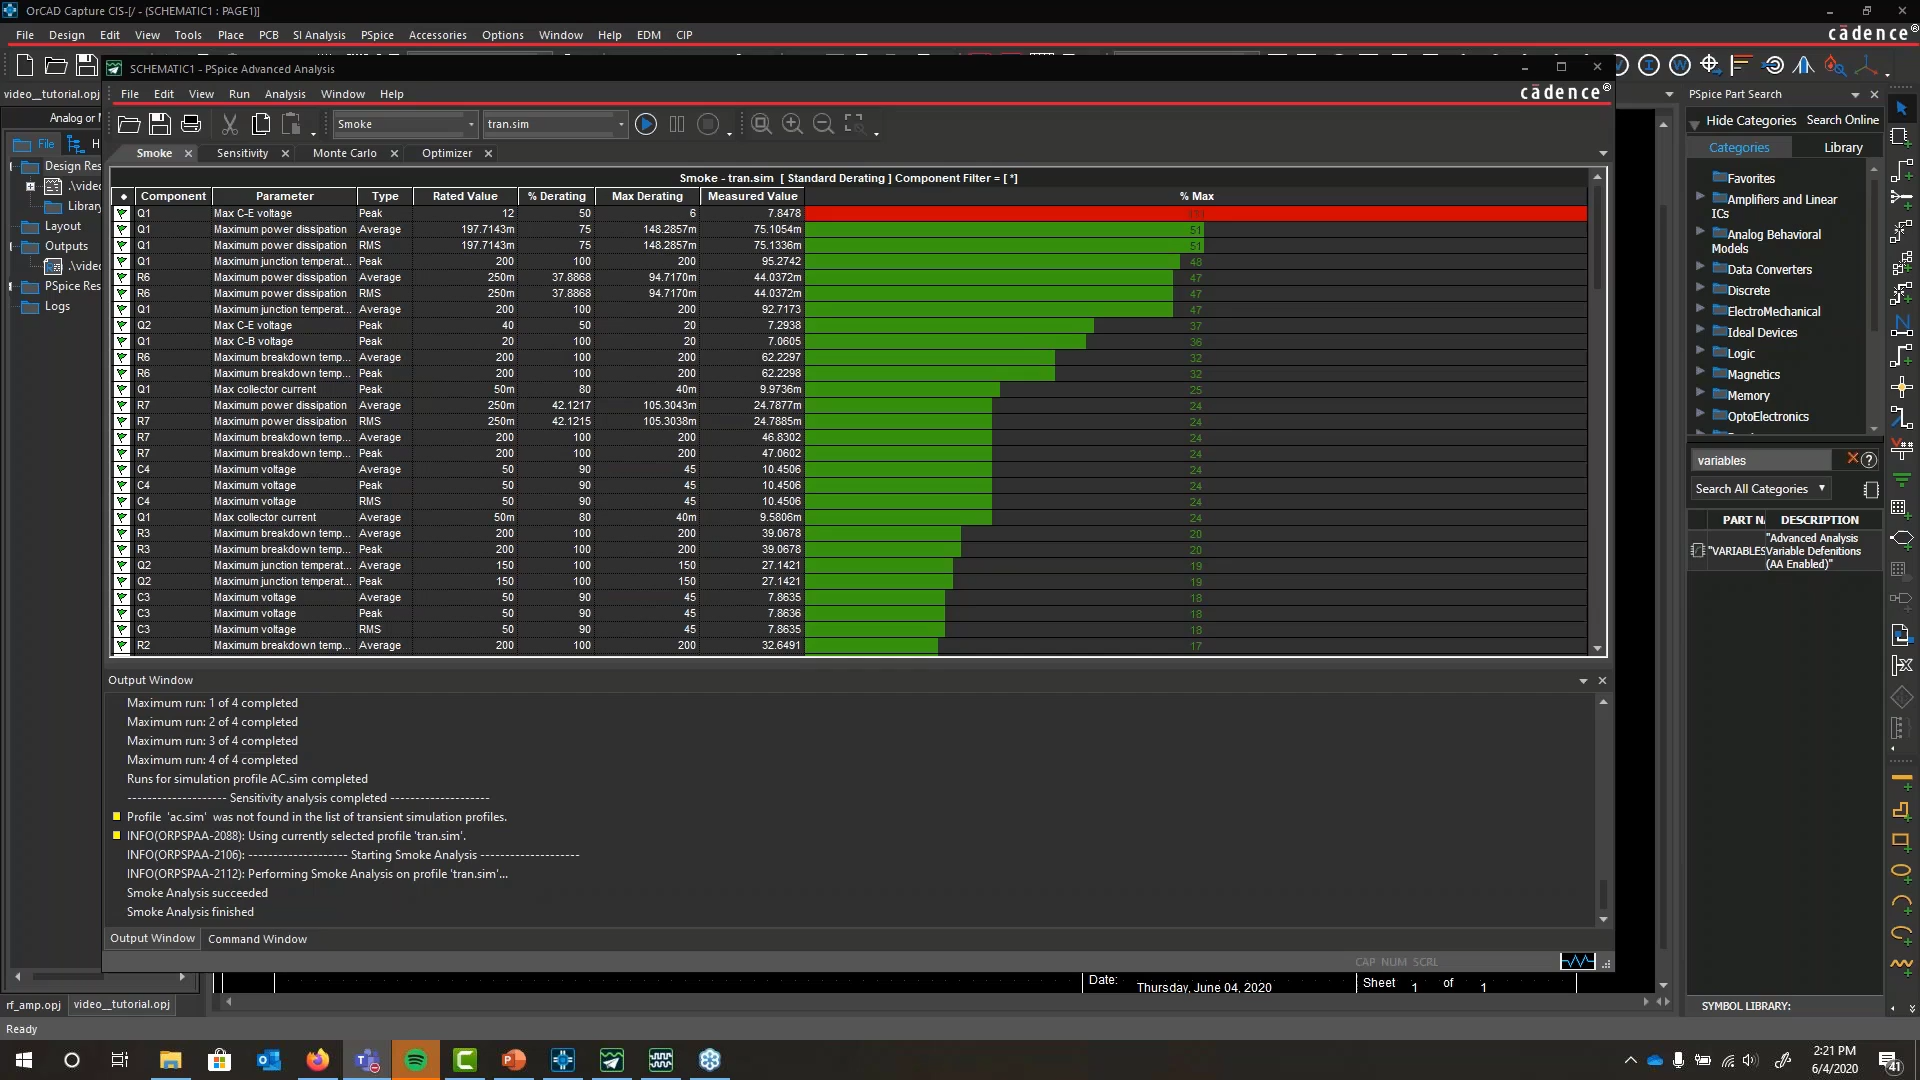 OrCAD Capture CIS-[/ - (SCHEMATIC1 : PAGE1)]
File Design Edit View Tools Place PCB SI Analysis PSpice Accessories Options Window Help EDM CIP
cādence®
SCHEMATIC1 - PSpice Advanced Analysis
File Edit View Run Analysis Window Help
cādence®
Smoke tran.sim
Smoke Sensitivity Monte Carlo Optimizer
Smoke - tran.sim [ Standard Derating ] Component Filter = [ *]
Component Parameter Type Rated Value % Derating Max Derating Measured Value % Max
Q1 Max C-E voltage Peak 12 50 6 7.8478
Q1 Maximum power dissipation Average 197.7143m 75 148.2857m 75.1054m 51
Q1 Maximum power dissipation RMS 197.7143m 75 148.2857m 75.1336m 51
Q1 Maximum junction temperat... Peak 200 100 200 95.2742 48
R6 Maximum power dissipation Average 250m 37.8868 94.7170m 44.0372m 47
R6 Maximum power dissipation RMS 250m 37.8868 94.7170m 44.0372m 47
Q1 Maximum junction temperat... Average 200 100 200 92.7173 47
Q2 Max C-E voltage Peak 40 50 20 7.2938 37
Q1 Max C-B voltage Peak 20 100 20 7.0605 36
R6 Maximum breakdown temp... Average 200 100 200 62.2297 32
R6 Maximum breakdown temp... Peak 200 100 200 62.2298 32
Q1 Max collector current Peak 50m 80 40m 9.9736m 25
R7 Maximum power dissipation Average 250m 42.1217 105.3043m 24.7877m 24
R7 Maximum power dissipation RMS 250m 42.1215 105.3038m 24.7885m 24
R7 Maximum breakdown temp... Average 200 100 200 46.8302 24
R7 Maximum breakdown temp... Peak 200 100 200 47.0602 24
C4 Maximum voltage Average 50 90 45 10.4506 24
C4 Maximum voltage Peak 50 90 45 10.4506 24
C4 Maximum voltage RMS 50 90 45 10.4506 24
Q1 Max collector current Average 50m 80 40m 9.5806m 24
R3 Maximum breakdown temp... Average 200 100 200 39.0678 20
R3 Maximum breakdown temp... Peak 200 100 200 39.0678 20
Q2 Maximum junction temperat... Average 150 100 150 27.1421 19
Q2 Maximum junction temperat... Peak 150 100 150 27.1421 19
C3 Maximum voltage Average 50 90 45 7.8635 18
C3 Maximum voltage Peak 50 90 45 7.8636 18
C3 Maximum voltage RMS 50 90 45 7.8635 18
R2 Maximum breakdown temp... Average 200 100 200 32.6491 17
Output Window
Maximum run: 1 of 4 completed
Maximum run: 2 of 4 completed
Maximum run: 3 of 4 completed
Maximum run: 4 of 4 completed
Runs for simulation profile AC.sim completed
-------------------- Sensitivity analysis completed --------------------
Profile 'ac.sim' was not found in the list of transient simulation profiles.
INFO(ORPSPAA-2088): Using currently selected profile 'tran.sim'.
INFO(ORPSPAA-2106): -------------------- Starting Smoke Analysis --------------------
INFO(ORPSPAA-2112): Performing Smoke Analysis on profile 'tran.sim'...
Smoke Analysis succeeded
Smoke Analysis finished
Output Window Command Window
CAP NUM SCRL
video__tutorial.opj
Analog or M
File H
Design Res
.\videc
Library
Layout
Outputs
.\videc
PSpice Res
Logs
Date: Thursday, June 04, 2020 Sheet 1 of 1
rf_amp.opj video__tutorial.opj
Ready
PSpice Part Search
Hide Categories Search Online
Categories Library
Favorites
Amplifiers and Linear
ICs
Analog Behavioral
Models
Data Converters
Discrete
ElectroMechanical
Ideal Devices
Logic
Magnetics
Memory
OptoElectronics
variables
Search All Categories
PART N DESCRIPTION
"Advanced Analysis
"VARIABLES Variable Defenitions
(AA Enabled)"
SYMBOL LIBRARY:
2:21 PM
6/4/2020
41